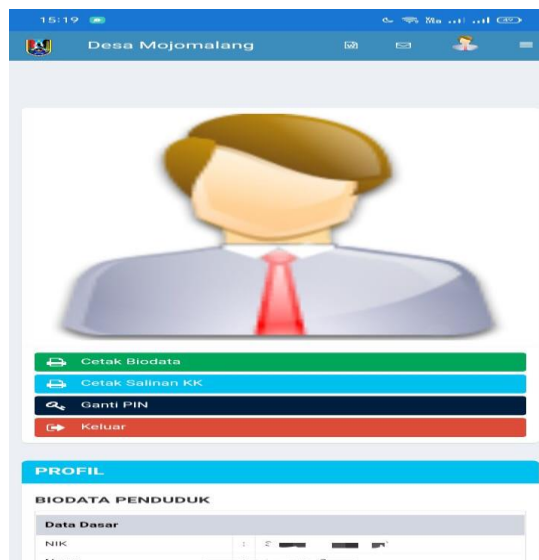 15:19
Desa Mojomalang
Cetak Biodata
Cetak Salinan KK
Ganti PIN
Keluar
PROFIL
BIODATA PENDUDUK
Data Dasar
NIK :